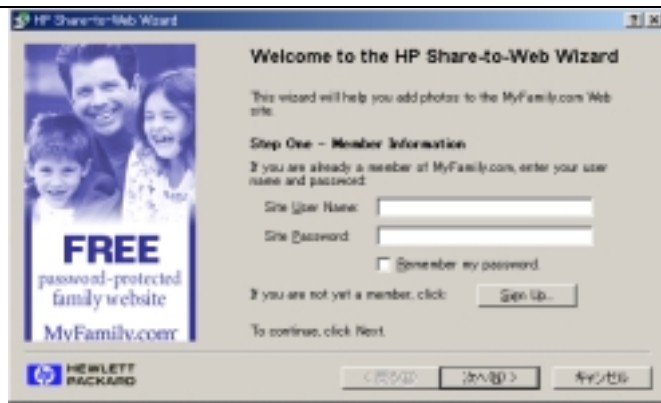 HP Share-to-Web Wizard
Welcome to the HP Share-to-Web Wizard
This wizard will help you add photos to the MyFamily.com Web
site.
Step One - Member Information
If you are already a member of MyFamily.com, enter your user
name and password:
Site User Name:
Site Password:
Remember my password.
If you are not yet a member, click:
Sign Up...
To continue, click Next.
FREE
password-protected
family website
MyFamily.com
HEWLETT
PACKARD
< 戻る(B)
次へ(N) >
キャンセル